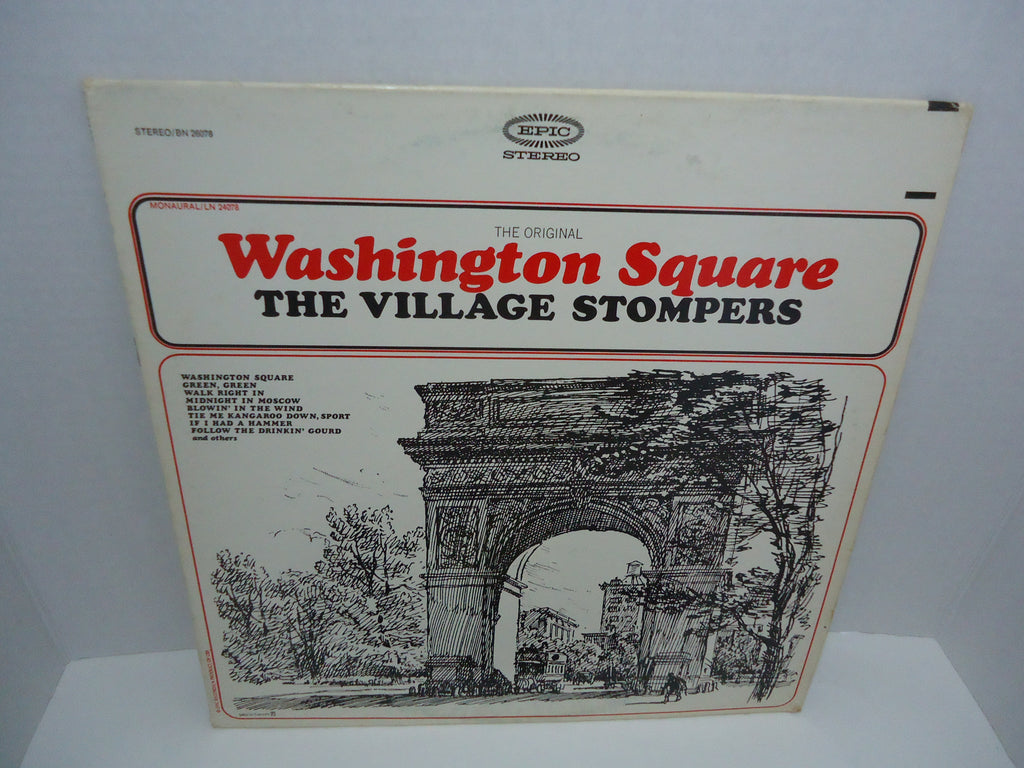 STEREO/BN 26078
EPIC
STEREO
MONAURAL/LN 24078
THE ORIGINAL
Washington Square
THE VILLAGE STOMPERS
WASHINGTON SQUARE
GREEN, GREEN
WALK RIGHT IN
MIDNIGHT IN MOSCOW
BLOWIN' IN THE WIND
TIE ME KANGAROO DOWN, SPORT
IF I HAD A HAMMER
FOLLOW THE DRINKIN' GOURD
and others